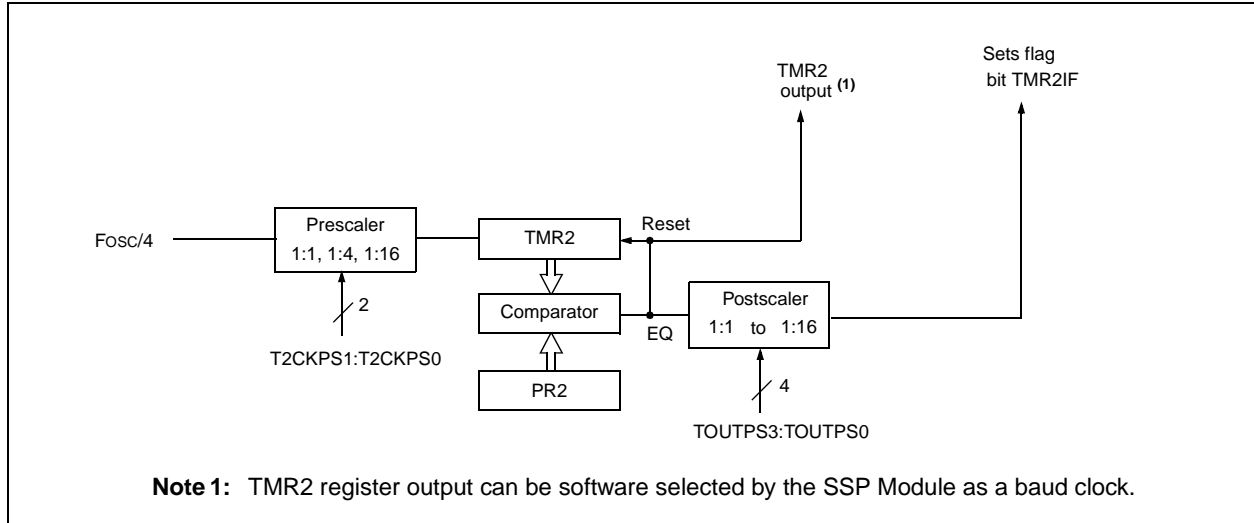 Sets flag
bit TMR2IF
TMR2
output (1)
Reset
Prescaler
1:1, 1:4, 1:16
FOSC/4
TMR2
2
T2CKPS1:T2CKPS0
Comparator
EQ
Postscaler
1:1 to 1:16
PR2
4
TOUTPS3:TOUTPS0
Note 1: TMR2 register output can be software selected by the SSP Module as a baud clock.